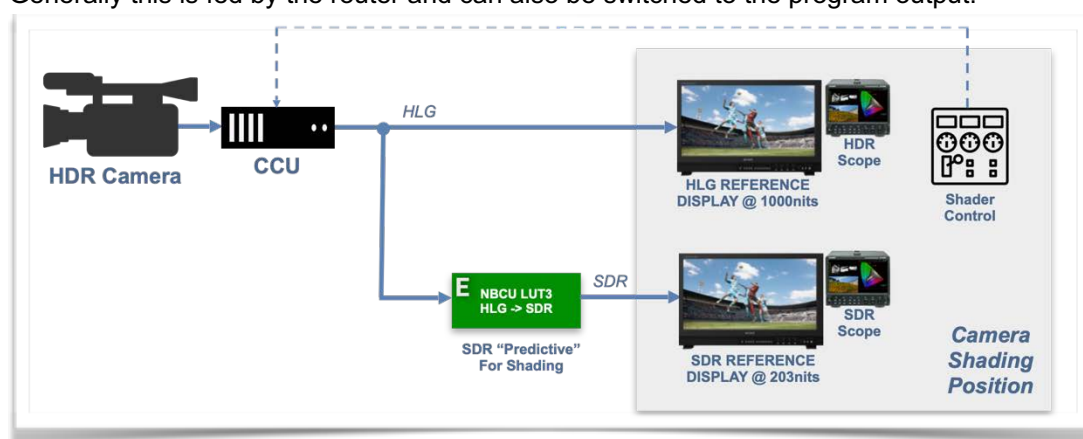 Generally this is fed by the router and can also be switched to the program output.
HLG
HDR Camera
CCU
HDR
Scope
HLG REFERENCE
DISPLAY @ 1000nits
Shader
Control
E
NBCU LUT3
HLG -> SDR
SDR
SDR “Predictive”
For Shading
SDR
Scope
SDR REFERENCE
DISPLAY @ 203nits
Camera
Shading
Position